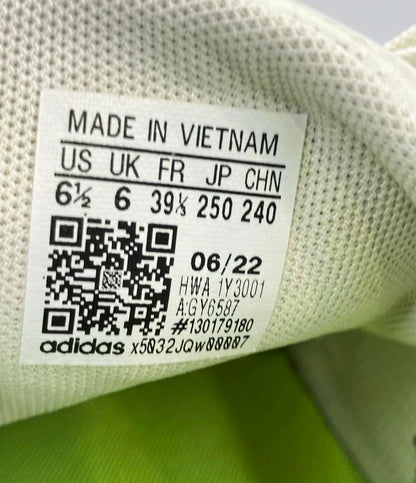 MADE IN VIETNAM
US UK FR JP CHN
6½ 6 39⅓ 250 240
06/22
HWA 1Y3001
A:GY6587
#130179180
adidas x5032JQw00007